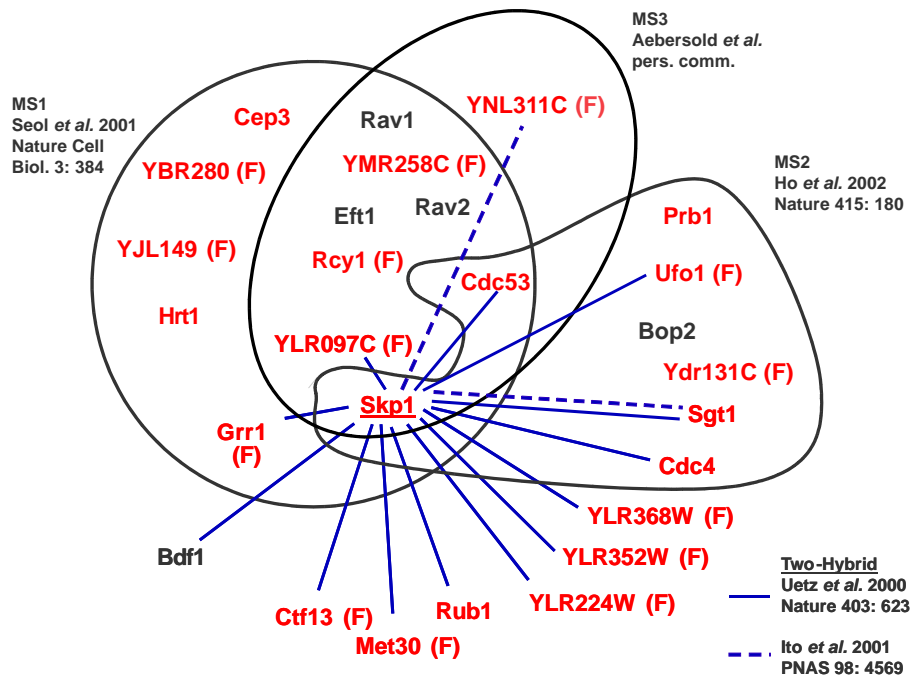 MS3
Aebersold et al.
pers. comm.
MS1
Seol et al. 2001
Nature Cell
Biol. 3: 384
Cep3
Rav1
YNL311C (F)
YBR280 (F)
YMR258C (F)
MS2
Ho et al. 2002
Nature 415: 180
Eft1
Rav2
Prb1
YJL149 (F)
Rcy1 (F)
Cdc53
Ufo1 (F)
Hrt1
YLR097C (F)
Bop2
Ydr131C (F)
Skp1
Sgt1
Grr1
(F)
Cdc4
YLR368W (F)
Bdf1
YLR352W (F)
Two-Hybrid
Uetz et al. 2000
Nature 403: 623
YLR224W (F)
Rub1
Ctf13 (F)
Met30 (F)
Ito et al. 2001
PNAS 98: 4569